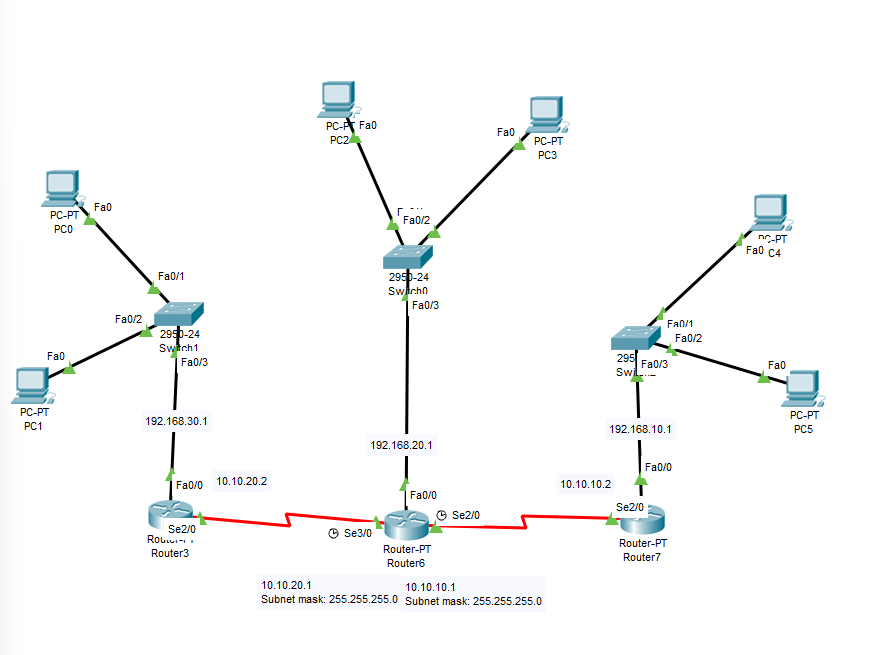 PC-PT
PC2
Fa0
Fa0
PC-PT
PC3
PC-PT
PC0
Fa0
Fa0/2
Fa0
C4
Fa0/1
2950-24
Switch0
Fa0/3
Fa0/2
2950-24
Switch1
Fa0/3
Fa0/1
Fa0/2
295
Fa0/3
Fa0
PC-PT
PC1
Fa0
PC-PT
PC5
192.168.30.1
192.168.20.1
192.168.10.1
Fa0/0
10.10.20.2
Fa0/0
10.10.10.2
Fa0/0
Se2/0
Router3
Se3/0
Se2/0
Router-PT
Router6
Se2/0
Router-PT
Router7
10.10.20.1
Subnet mask: 255.255.255.0
10.10.10.1
Subnet mask: 255.255.255.0